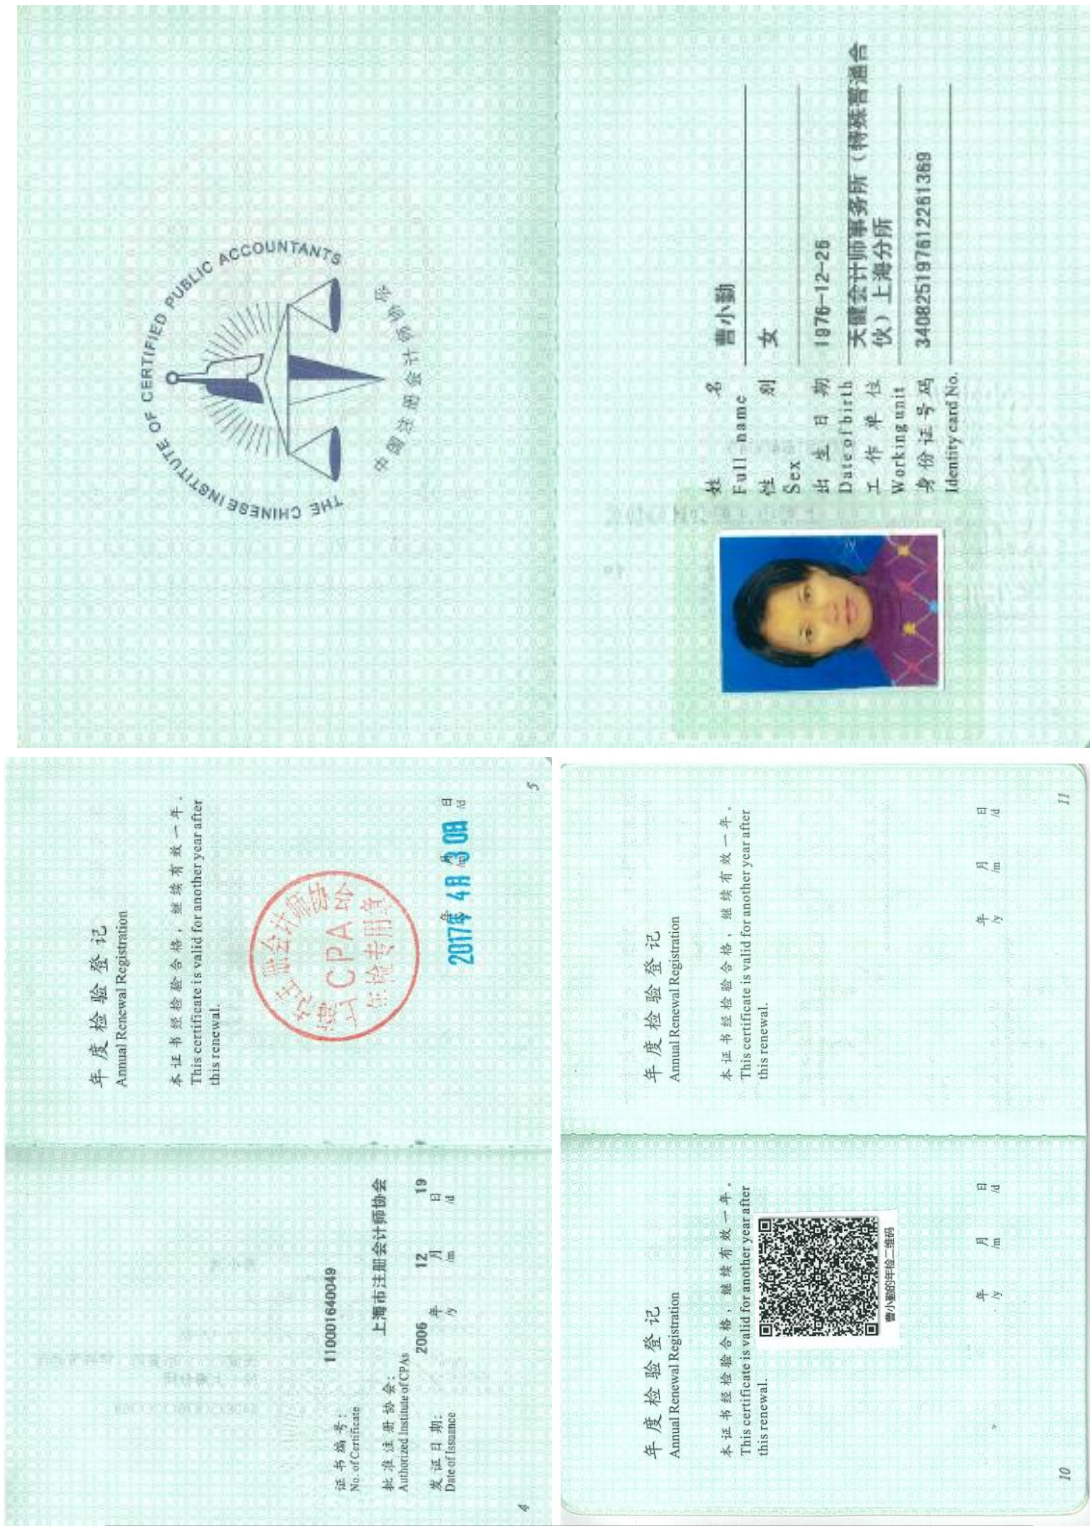 THE CHINESE INSTITUTE OF CERTIFIED PUBLIC ACCOUNTANTS
中国注册会计师协会
姓 名 曹小勤
Full name
性 别 女
Sex
出生日期 1976-12-26
Date of birth
工作单位 天健会计师事务所（特殊普通合
Working unit 伙）上海分所
身份证号码 340825197612261369
Identity card No.
证书编号： 110001640049
No. of Certificate
批准注册协会： 上海市注册会计师协会
Authorized Institute of CPAs
发证日期： 2006 年 12 月 19 日
Date of Issuance /y /m /d
4
年度检验登记
Annual Renewal Registration
本证书经检验合格，继续有效一年。
This certificate is valid for another year after
this renewal.
CPA
年检专用章
2017年 4月 30日
年 月 日
/d
5
年度检验登记
Annual Renewal Registration
本证书经检验合格，继续有效一年。
This certificate is valid for another year after
this renewal.
曹小勤的年检二维码
年 月 日
/y /m /d
10
年度检验登记
Annual Renewal Registration
本证书经检验合格，继续有效一年。
This certificate is valid for another year after
this renewal.
年 月 日
/y /m /d
11